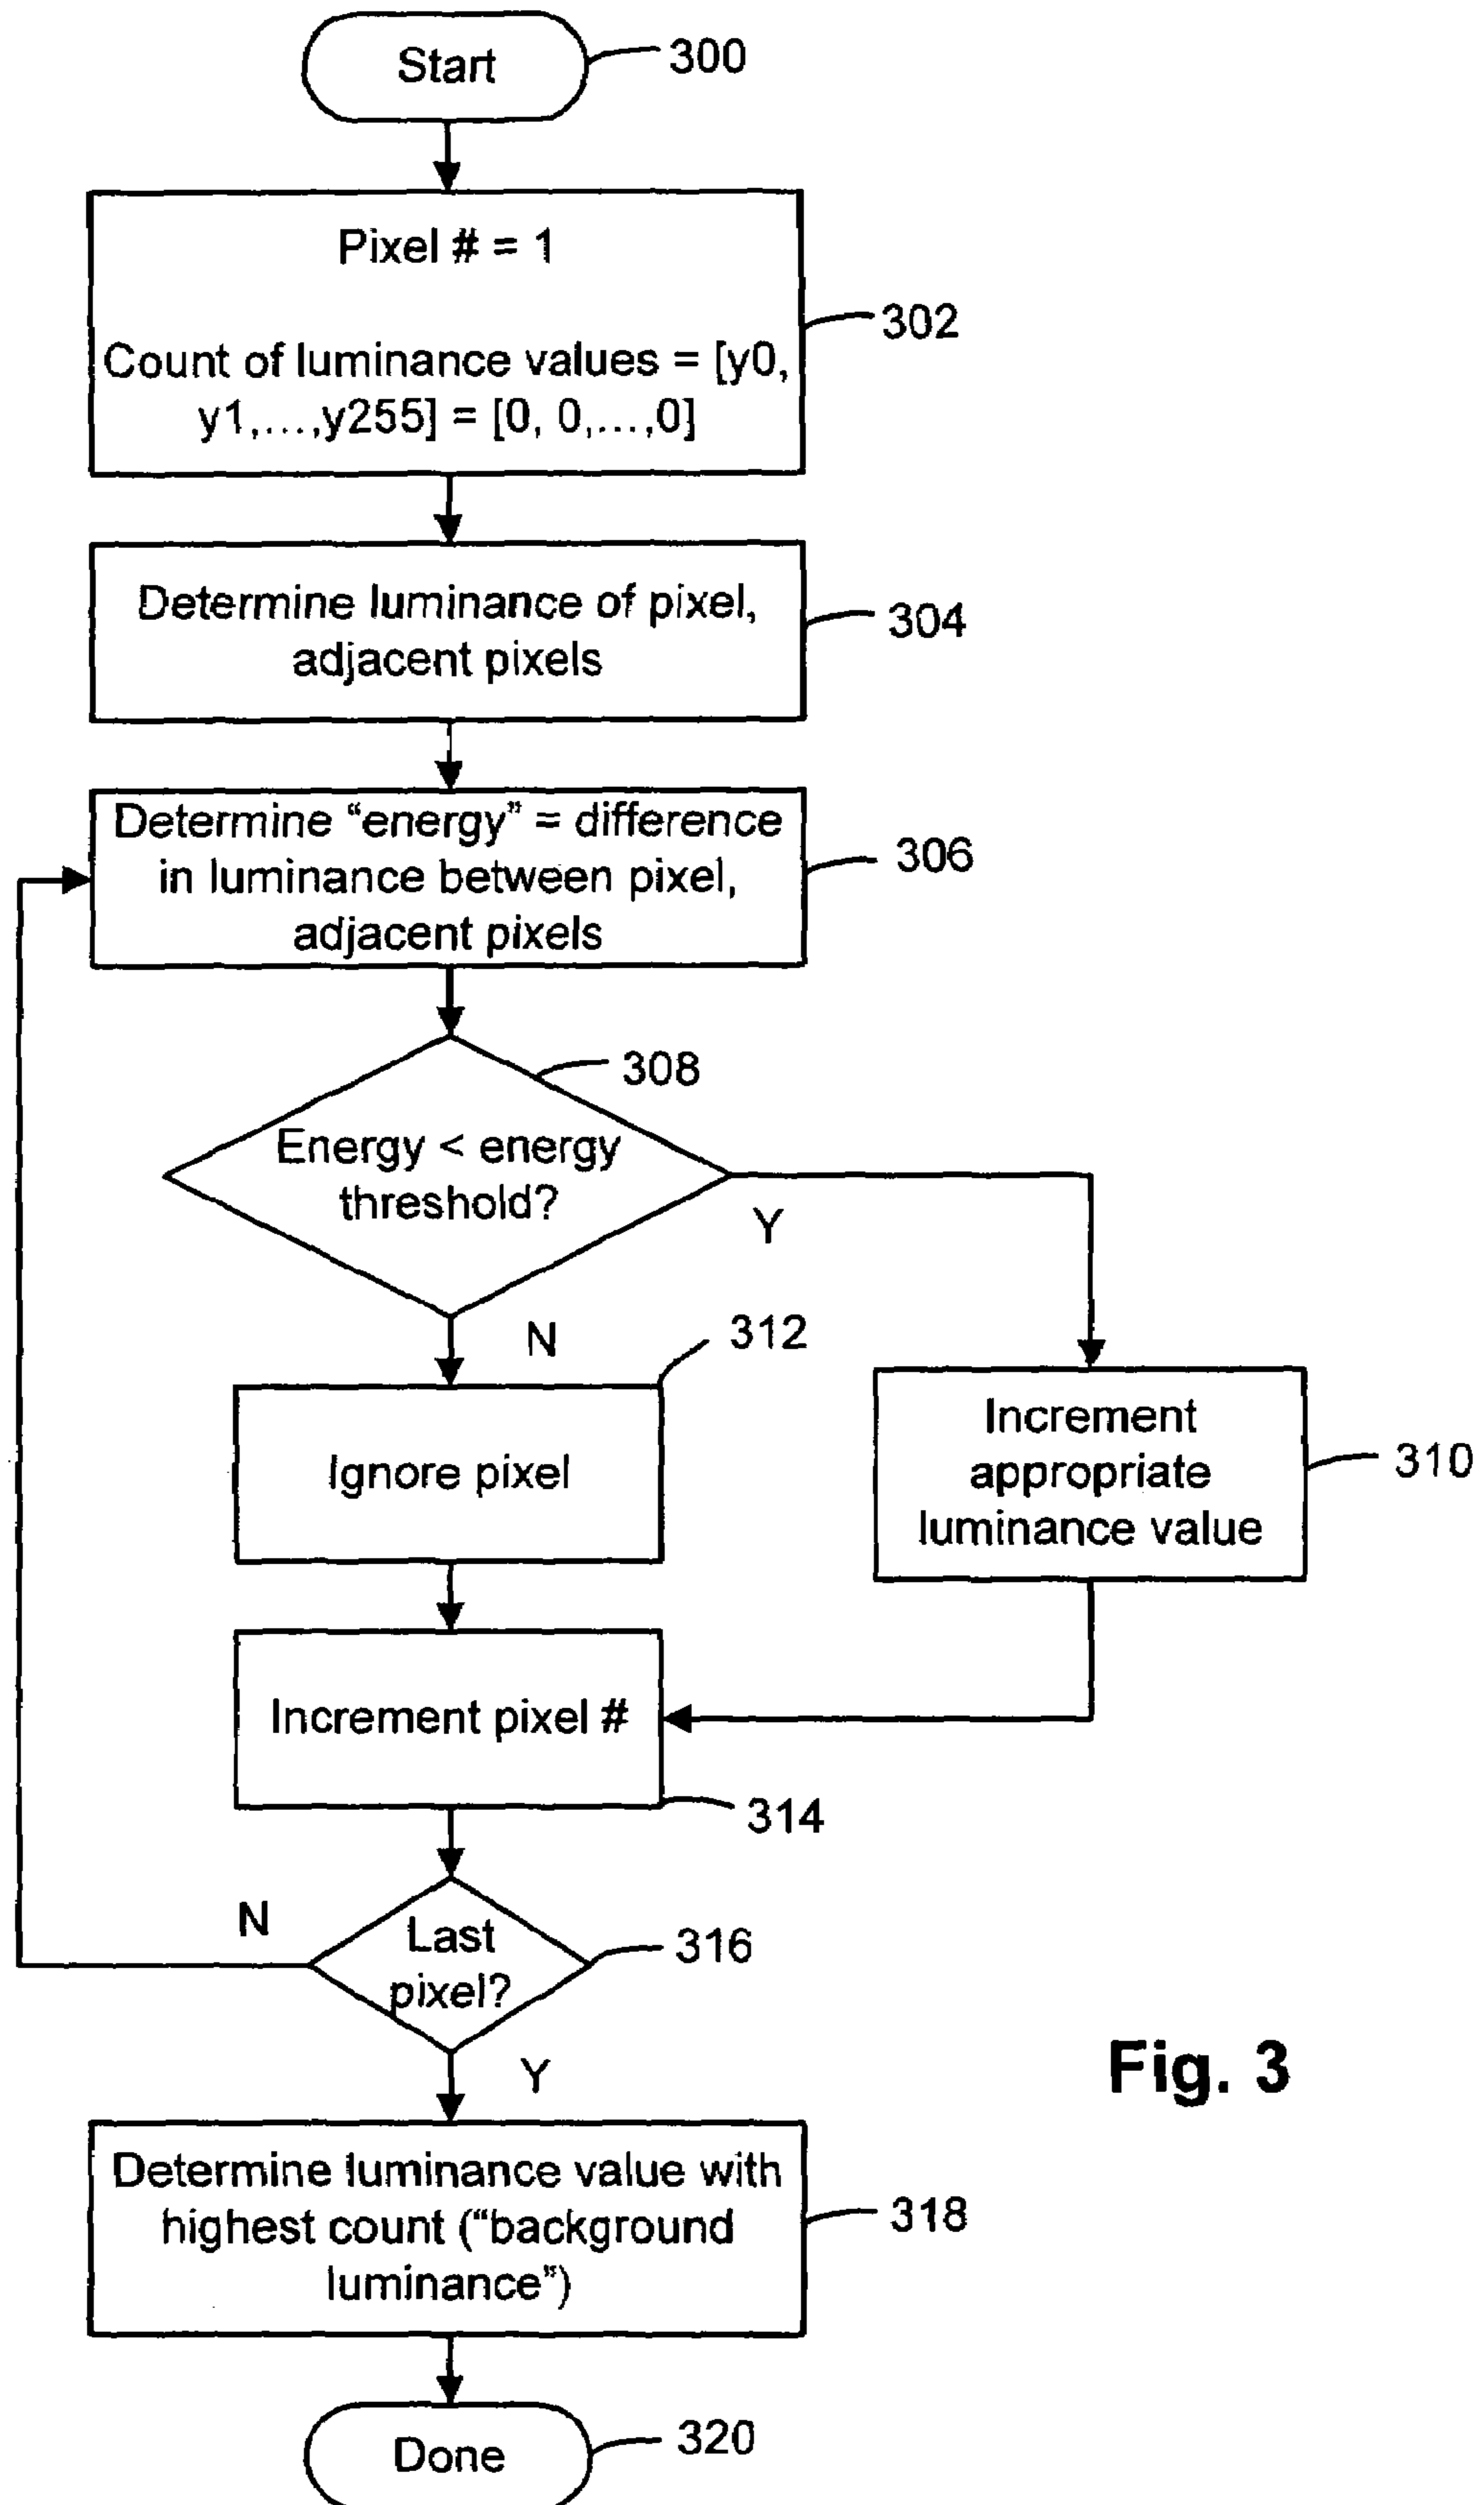 Start
300
Pixel # = 1
302
Count of luminance values = [y0,
y1,...,y255] = [0, 0,...,0]
Determine luminance of pixel,
adjacent pixels
304
Determine “energy” = difference
in luminance between pixel,
adjacent pixels
306
308
Energy < energy
threshold?
Y
N
312
Ignore pixel
Increment
appropriate
luminance value
310
Increment pixel #
314
N
Last
pixel?
316
Y
Fig. 3
Determine luminance value with
highest count (“background
luminance”)
318
Done
320